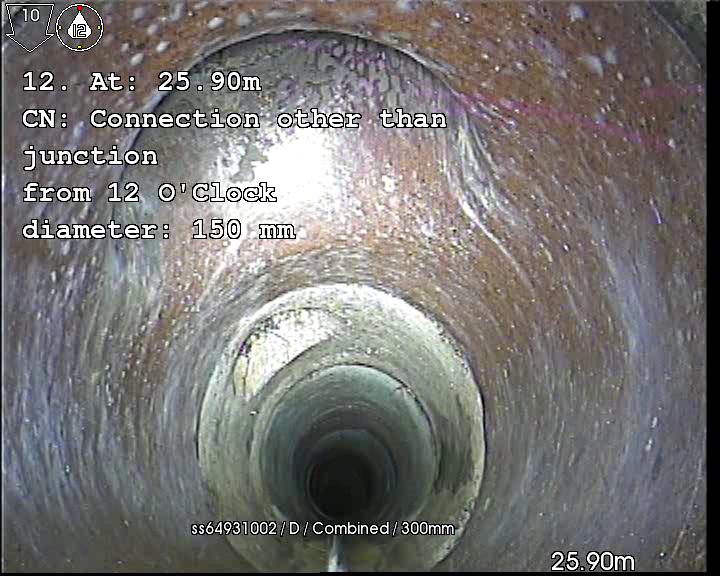 10
12
12. At: 25.90m
CN: Connection other than
junction
from 12 O'Clock
diameter: 150 mm
ss64931002 / D / Combined / 300mm
25.90m